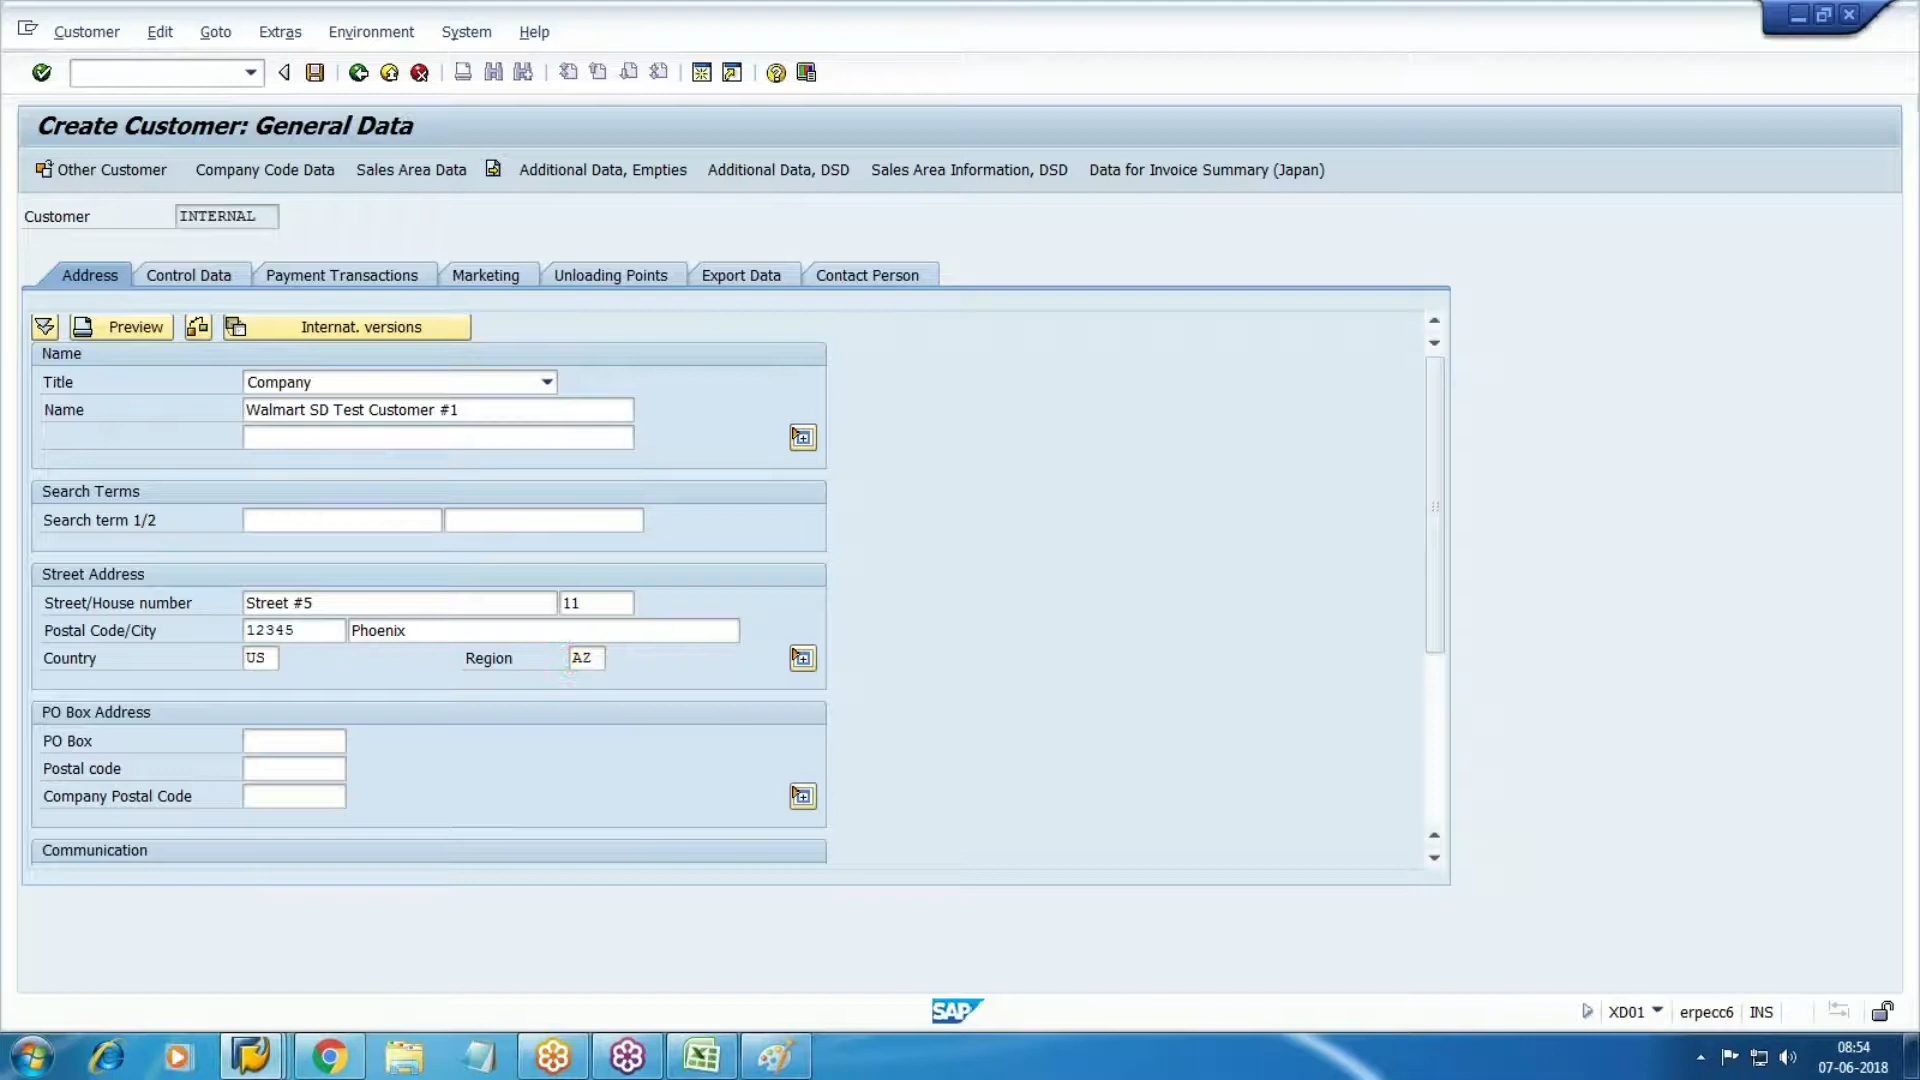 Customer Edit Goto Extras Environment System Help
Create Customer: General Data
Other Customer Company Code Data Sales Area Data Additional Data, Empties Additional Data, DSD Sales Area Information, DSD Data for Invoice Summary (Japan)
Customer INTERNAL
Address Control Data Payment Transactions Marketing Unloading Points Export Data Contact Person
Preview Internat. versions
Name
Title Company
Name Walmart SD Test Customer #1
Search Terms
Search term 1/2
Street Address
Street/House number Street #5 11
Postal Code/City 12345 Phoenix
Country US Region AZ
PO Box Address
PO Box
Postal code
Company Postal Code
Communication
SAP XD01 erpecc6 INS
08:54
07-06-2018